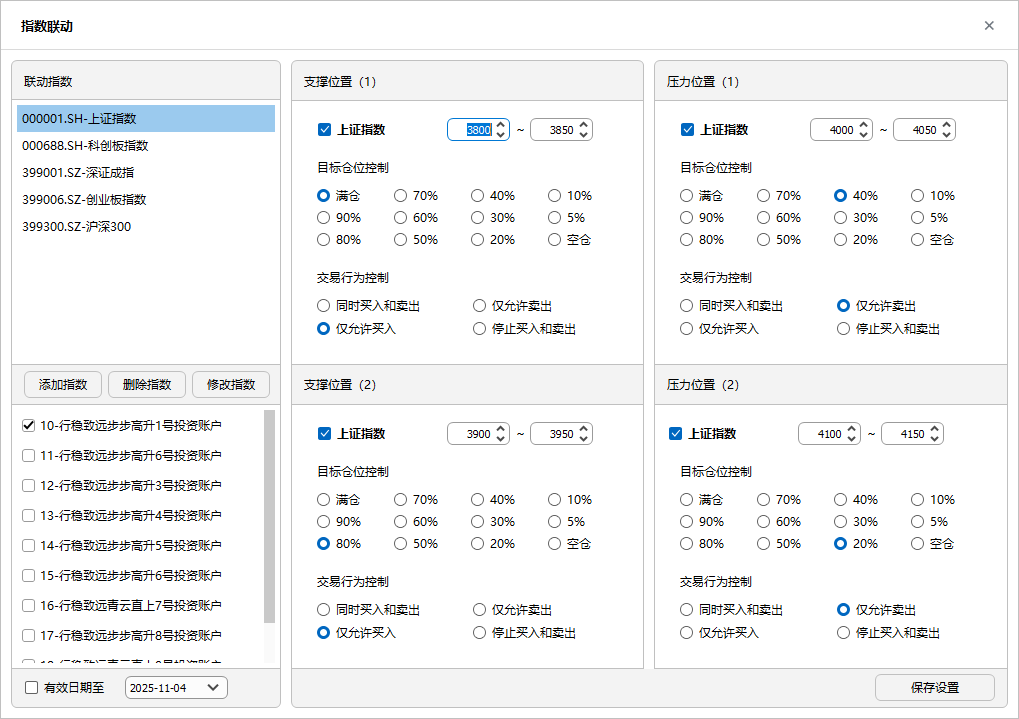 指数联动
联动指数
000001.SH-上证指数
000688.SH-科创板指数
399001.SZ-深证成指
399006.SZ-创业板指数
399300.SZ-沪深300
添加指数 删除指数 修改指数
10-行稳致远步步高升1号投资账户
11-行稳致远步步高升6号投资账户
12-行稳致远步步高升3号投资账户
13-行稳致远步步高升4号投资账户
14-行稳致远步步高升5号投资账户
15-行稳致远步步高升6号投资账户
16-行稳致远青云直上7号投资账户
17-行稳致远步步高升8号投资账户
有效日期至 2025-11-04
支撑位置（1）
上证指数 3800 ~ 3850
目标仓位控制
满仓 70% 40% 10%
90% 60% 30% 5%
80% 50% 20% 空仓
交易行为控制
同时买入和卖出 仅允许卖出
仅允许买入 停止买入和卖出
压力位置（1）
上证指数 4000 ~ 4050
目标仓位控制
满仓 70% 40% 10%
90% 60% 30% 5%
80% 50% 20% 空仓
交易行为控制
同时买入和卖出 仅允许卖出
仅允许买入 停止买入和卖出
支撑位置（2）
上证指数 3900 ~ 3950
目标仓位控制
满仓 70% 40% 10%
90% 60% 30% 5%
80% 50% 20% 空仓
交易行为控制
同时买入和卖出 仅允许卖出
仅允许买入 停止买入和卖出
压力位置（2）
上证指数 4100 ~ 4150
目标仓位控制
满仓 70% 40% 10%
90% 60% 30% 5%
80% 50% 20% 空仓
交易行为控制
同时买入和卖出 仅允许卖出
仅允许买入 停止买入和卖出
保存设置